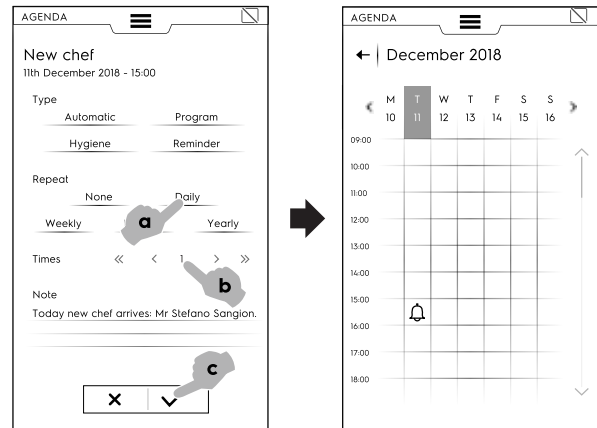 AGENDA
New chef
11th December 2018 - 15:00
Type
Automatic Program
Hygiene Reminder
Repeat
None Daily
Weekly Yearly
Times << < 1 > >>
Note
Today new chef arrives: Mr Stefano Sangion.
a
b
c
AGENDA
December 2018
M T W T F S S
10 11 12 13 14 15 16
09:00
10:00
11:00
12:00
13:00
14:00
15:00
16:00
17:00
18:00